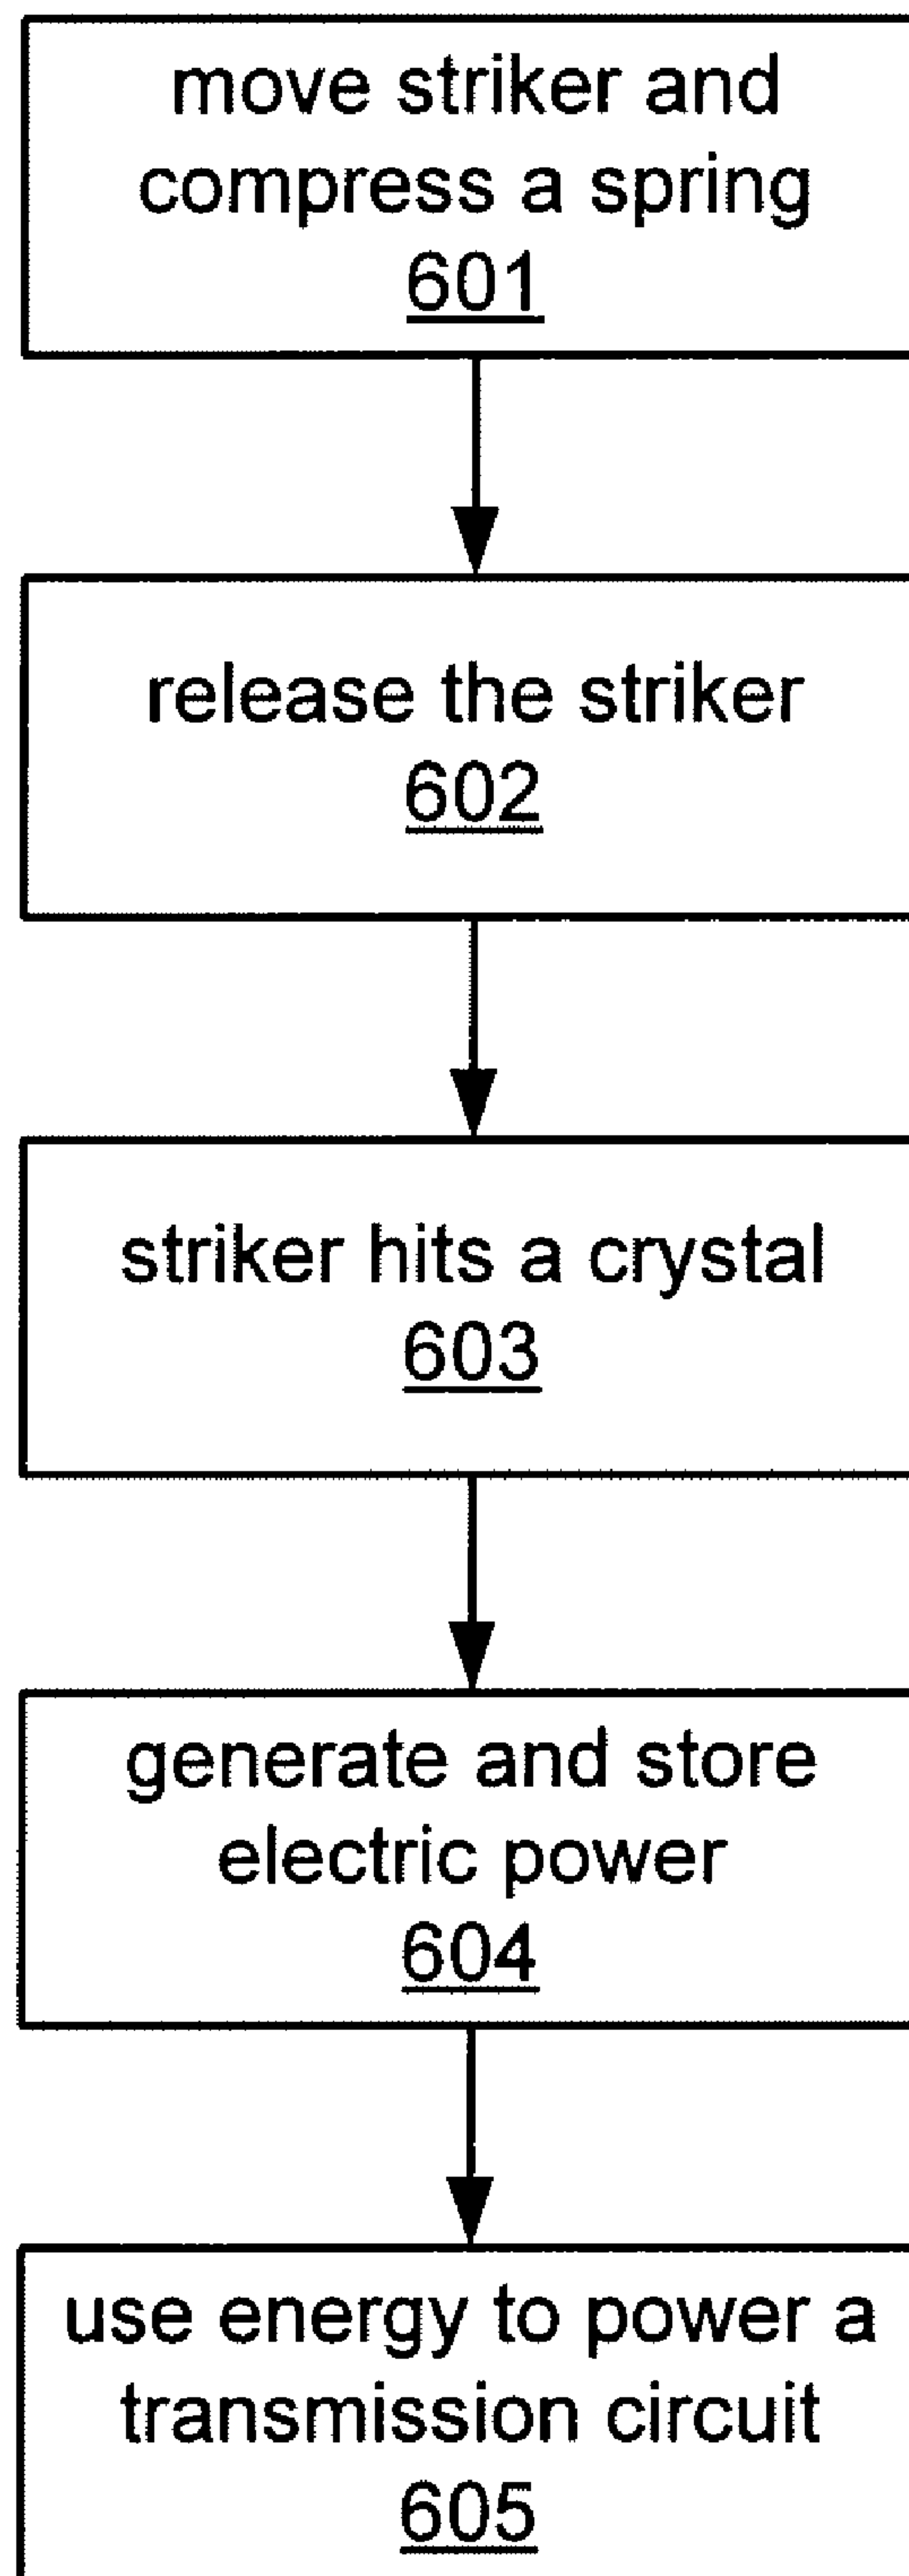 move striker and
compress a spring
601
release the striker
602
striker hits a crystal
603
generate and store
electric power
604
use energy to power a
transmission circuit
605